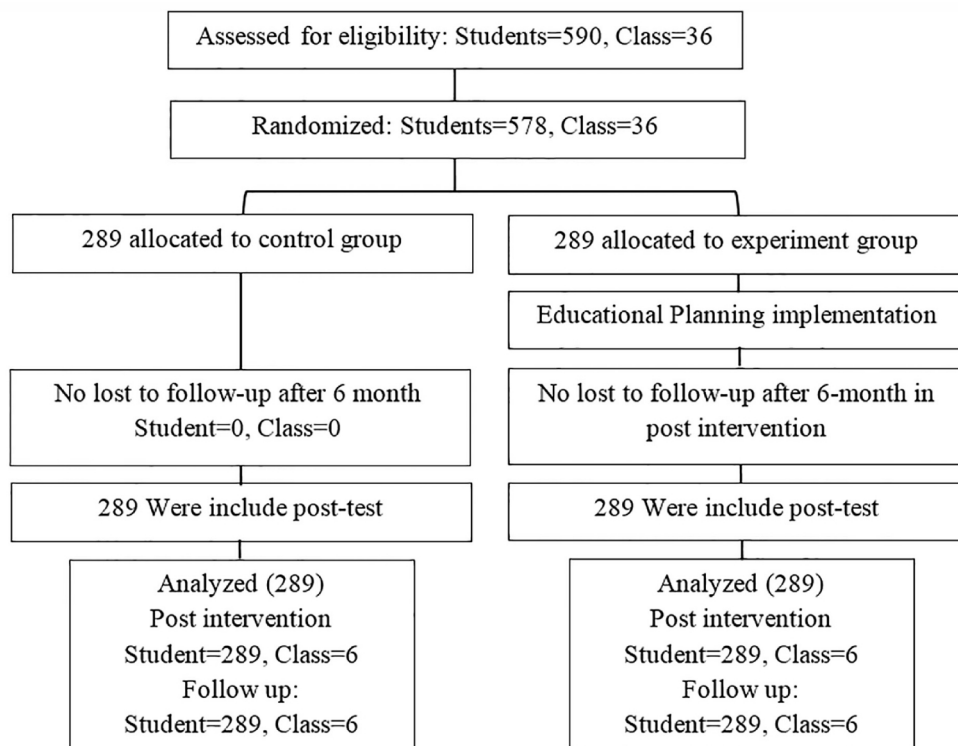 Assessed for eligibility: Students=590, Class=36
Randomized: Students=578, Class=36
289 allocated to control group
289 allocated to experiment group
Educational Planning implementation
No lost to follow-up after 6 month
Student=0, Class=0
No lost to follow-up after 6-month in
post intervention
289 Were include post-test
289 Were include post-test
Analyzed (289)
Post intervention
Student=289, Class=6
Follow up:
Student=289, Class=6
Analyzed (289)
Post intervention
Student=289, Class=6
Follow up:
Student=289, Class=6